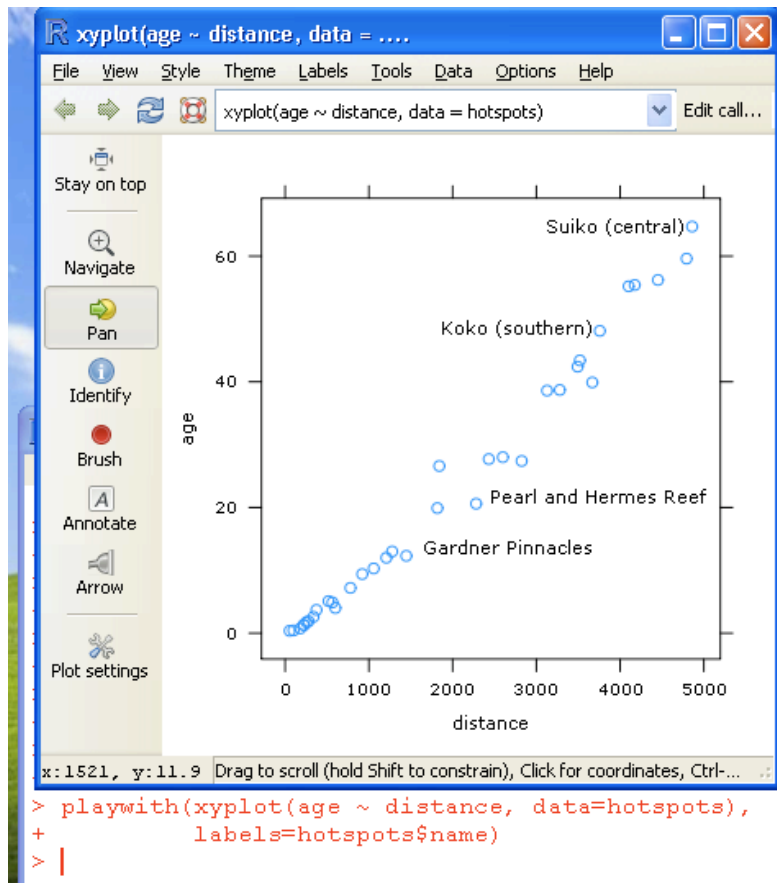 xyplot(age ~ distance, data = ....
File View Style Theme Labels Tools Data Options Help
xyplot(age ~ distance, data = hotspots) Edit call...
Stay on top
Navigate
Pan
Identify
Brush
A
Annotate
Arrow
Plot settings
Suiko (central)
60
Koko (southern)
40
age
Pearl and Hermes Reef
20
Gardner Pinnacles
0
0 1000 2000 3000 4000 5000
distance
x:1521, y:11.9 Drag to scroll (hold Shift to constrain), Click for coordinates, Ctrl-...
> playwith(xyplot(age ~ distance, data=hotspots),
+ labels=hotspots$name)
>